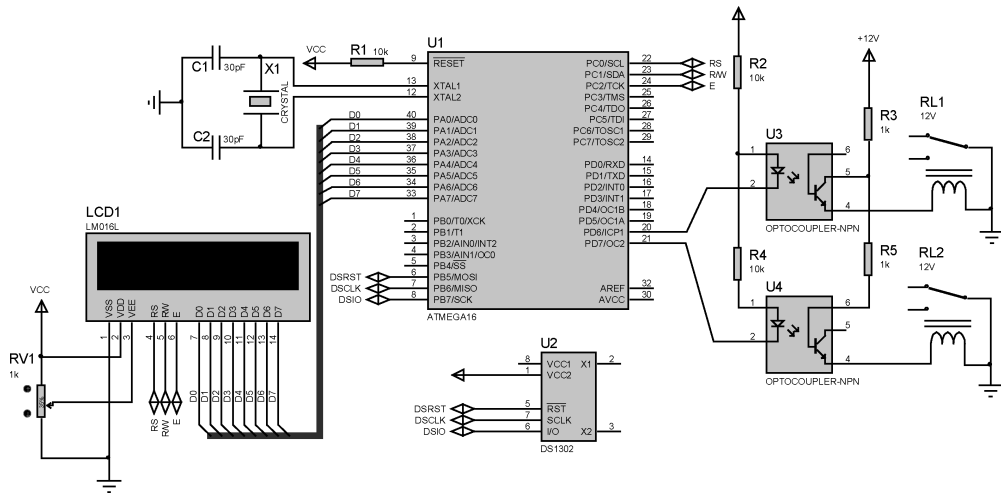 C1
30pF
X1
CRYSTAL
C2
30pF
VCC
R1
10k
U1
9 RESET
13 XTAL1
12 XTAL2
D0 40 PA0/ADC0
D1 39 PA1/ADC1
D2 38 PA2/ADC2
D3 37 PA3/ADC3
D4 36 PA4/ADC4
D5 35 PA5/ADC5
D6 34 PA6/ADC6
D7 33 PA7/ADC7
1 PB0/T0/XCK
2 PB1/T1
3 PB2/AIN0/INT2
4 PB3/AIN1/OC0
5 PB4/SS
DSRST 6 PB5/MOSI
DSCLK 7 PB6/MISO
DSIO 8 PB7/SCK
PC0/SCL 22 RS
PC1/SDA 23 R/W
PC2/TCK 24 E
PC3/TMS 25
PC4/TDO 26
PC5/TDI 27
PC6/TOSC1 28
PC7/TOSC2 29
PD0/RXD 14
PD1/TXD 15
PD2/INT0 16
PD3/INT1 17
PD4/OC1B 18
PD5/OC1A 19
PD6/ICP1 20
PD7/OC2 21
AREF 32
AVCC 30
ATMEGA16
R2
10k
+12V
R3
1k
U3
1
2
6
5
4
OPTOCOUPLER-NPN
RL1
12V
R4
10k
R5
1k
U4
1
2
6
5
4
OPTOCOUPLER-NPN
RL2
12V
LCD1
LM016L
VSS VDD VEE RS RW E D0 D1 D2 D3 D4 D5 D6 D7
1 2 3 4 5 6 7 8 9 10 11 12 13 14
RS R/W E
D0 D1 D2 D3 D4 D5 D6 D7
VCC
RV1
1k
U2
8 VCC1 X1 2
1 VCC2
DSRST 5 RST
DSCLK 7 SCLK
DSIO 6 I/O X2 3
DS1302